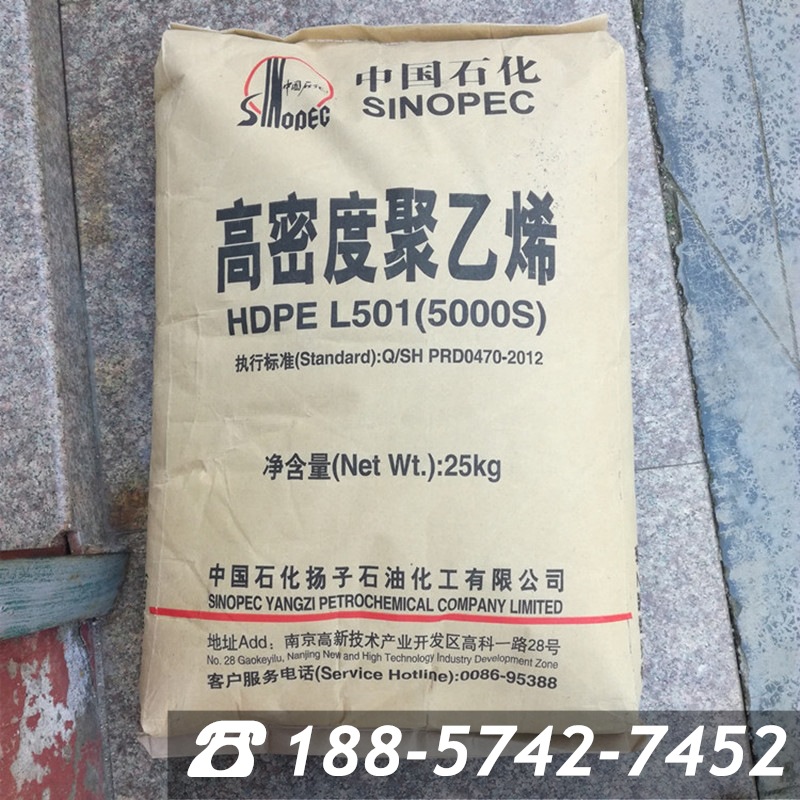 中国石化
SINOPEC
中国石化
SINOPEC
高密度聚乙烯
HDPE L501(5000S)
执行标准(Standard):Q/SH PRD0470-2012
净含量(Net Wt.):25kg
中国石化扬子石油化工有限公司
SINOPEC YANGZI PETROCHEMICAL COMPANY LIMITED
地址Add：南京高新技术产业开发区高科一路28号
No. 28 Gaokeyilu, Nanjing New and High Technology Industry Development Zone
客户服务电话(Service Hotline):0086-95388
☎ 188-5742-7452